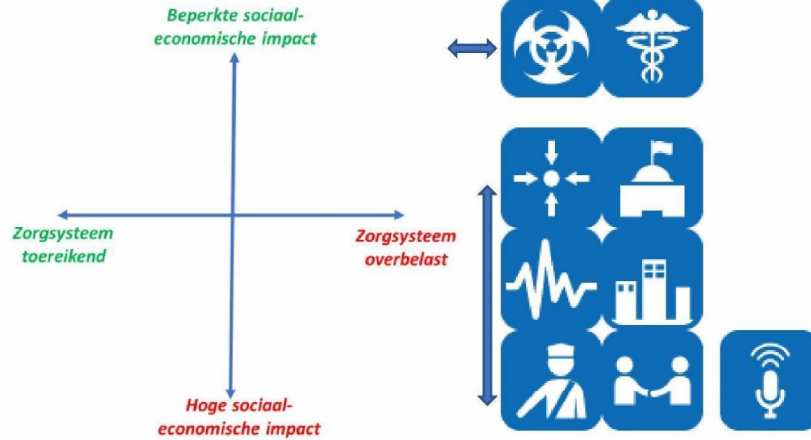 Beperkte sociaal-
economische impact
Zorgsysteem
toereikend
Zorgsysteem
overbelast
Hoge sociaal-
economische impact